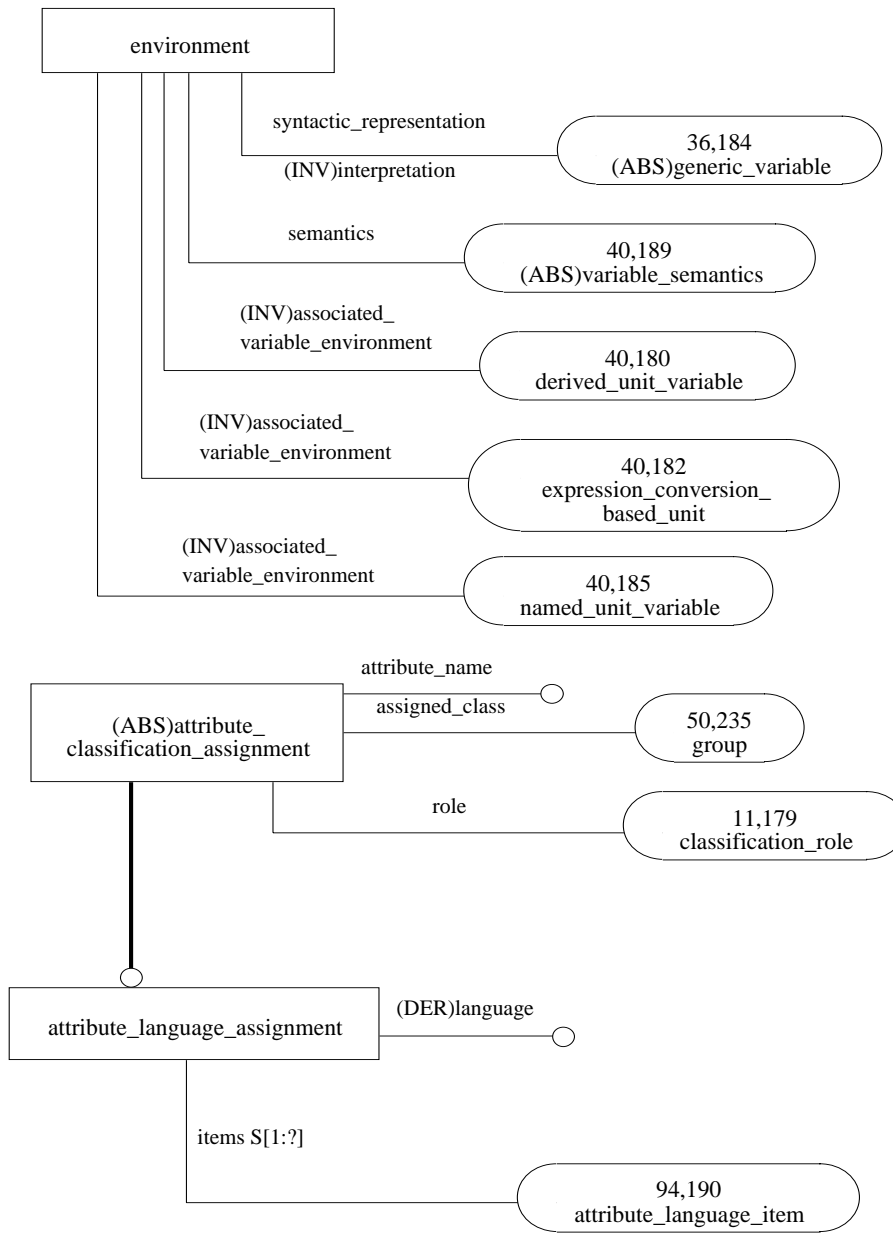 environment
syntactic_representation
36,184
(INV)interpretation
(ABS)generic_variable
semantics
40,189
(ABS)variable_semantics
(INV)associated_
variable_environment
40,180
derived_unit_variable
(INV)associated_
variable_environment
40,182
expression_conversion_
based_unit
(INV)associated_
variable_environment
40,185
named_unit_variable
attribute_name
(ABS)attribute_
classification_assignment
assigned_class
50,235
group
role
11,179
classification_role
attribute_language_assignment
(DER)language
items S[1:?]
94,190
attribute_language_item